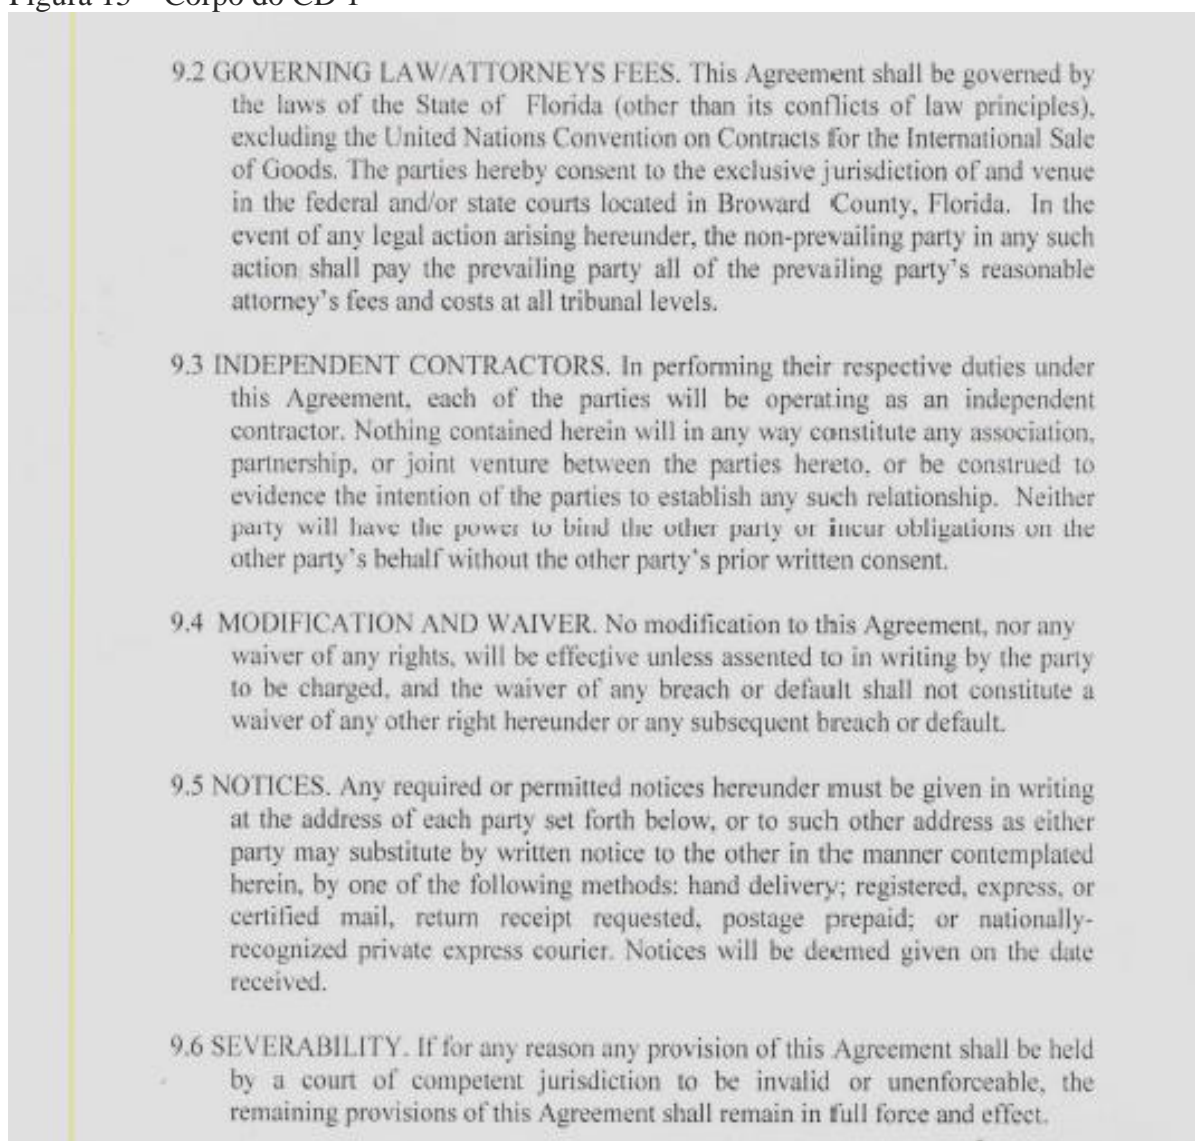 Figura 13 – Corpo do CD 1
9.2 GOVERNING LAW/ATTORNEYS FEES. This Agreement shall be governed by
the laws of the State of Florida (other than its conflicts of law principles),
excluding the United Nations Convention on Contracts for the International Sale
of Goods. The parties hereby consent to the exclusive jurisdiction of and venue
in the federal and/or state courts located in Broward County, Florida. In the
event of any legal action arising hereunder, the non-prevailing party in any such
action shall pay the prevailing party all of the prevailing party's reasonable
attorney's fees and costs at all tribunal levels.
9.3 INDEPENDENT CONTRACTORS. In performing their respective duties under
this Agreement, each of the parties will be operating as an independent
contractor. Nothing contained herein will in any way constitute any association,
partnership, or joint venture between the parties hereto, or be construed to
evidence the intention of the parties to establish any such relationship. Neither
party will have the power to bind the other party or incur obligations on the
other party's behalf without the other party's prior written consent.
9.4 MODIFICATION AND WAIVER. No modification to this Agreement, nor any
waiver of any rights, will be effective unless assented to in writing by the party
to be charged, and the waiver of any breach or default shall not constitute a
waiver of any other right hereunder or any subsequent breach or default.
9.5 NOTICES. Any required or permitted notices hereunder must be given in writing
at the address of each party set forth below, or to such other address as either
party may substitute by written notice to the other in the manner contemplated
herein, by one of the following methods: hand delivery; registered, express, or
certified mail, return receipt requested, postage prepaid; or nationally-
recognized private express courier. Notices will be deemed given on the date
received.
9.6 SEVERABILITY. If for any reason any provision of this Agreement shall be held
by a court of competent jurisdiction to be invalid or unenforceable, the
remaining provisions of this Agreement shall remain in full force and effect.